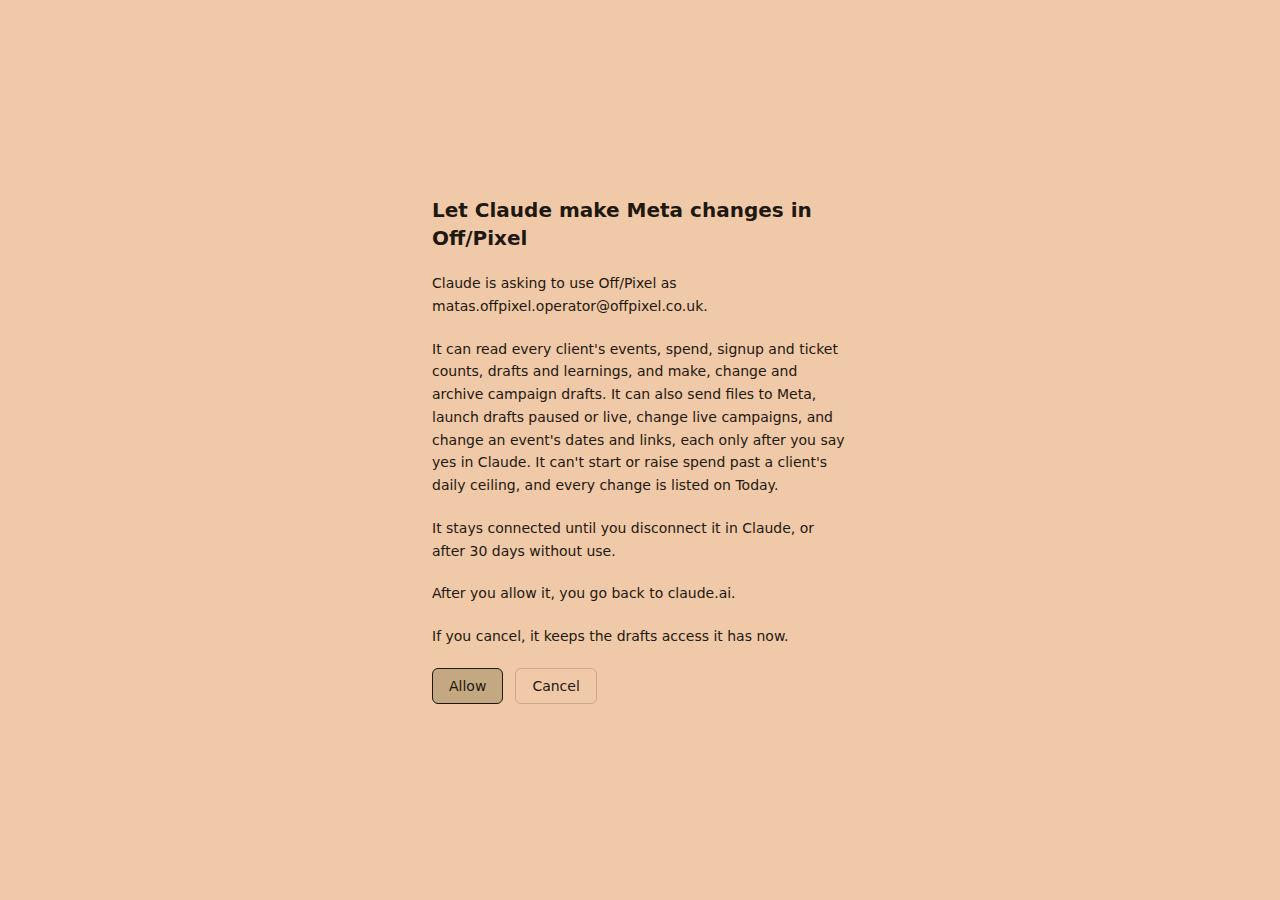 Let Claude make Meta changes in
Off/Pixel
Claude is asking to use Off/Pixel as
matas.offpixel.operator@offpixel.co.uk.
It can read every client's events, spend, signup and ticket
counts, drafts and learnings, and make, change and
archive campaign drafts. It can also send files to Meta,
launch drafts paused or live, change live campaigns, and
change an event's dates and links, each only after you say
yes in Claude. It can't start or raise spend past a client's
daily ceiling, and every change is listed on Today.
It stays connected until you disconnect it in Claude, or
after 30 days without use.
After you allow it, you go back to claude.ai.
If you cancel, it keeps the drafts access it has now.
Allow
Cancel